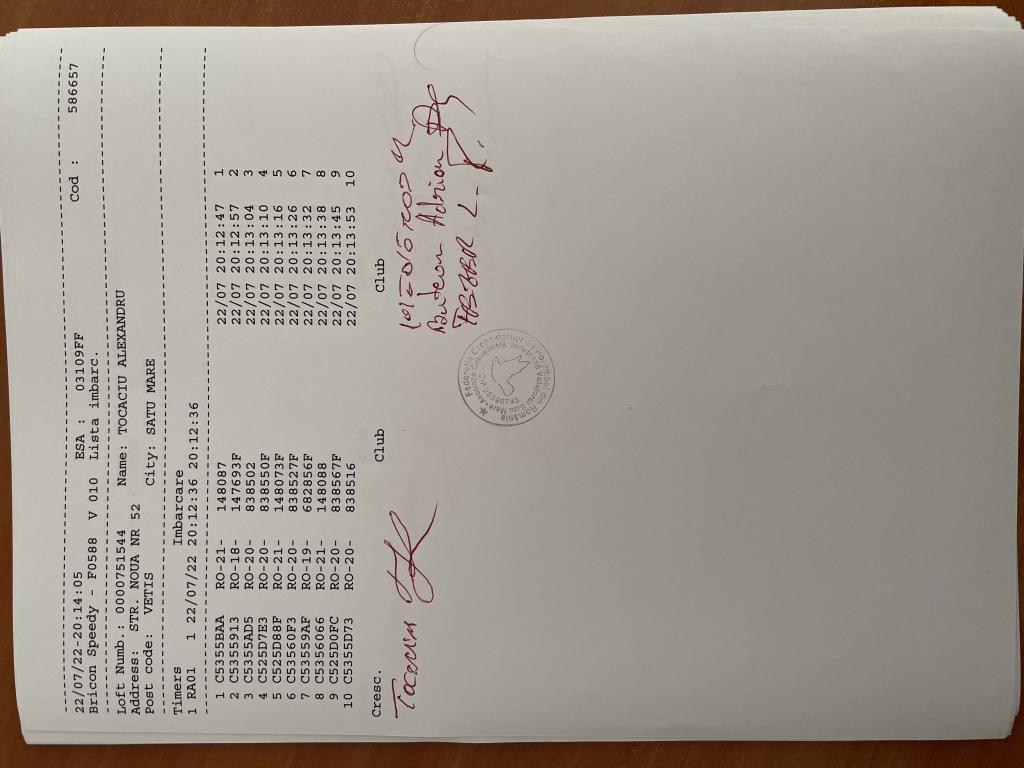 22/07/22-20:14:05 ESA : 03109FF Cod : 586657
Bricon Speedy - F0588 V 010 Lista imbarc.
Loft Numb.: 0000751544 Name: TOCACIU ALEXANDRU
Address: STR. NOUA NR 52
Post code: VETIS City: SATU MARE
Timers Imbarcare
1 RA01 1 22/07/22 20:12:36 20:12:36
1 C5355BAA RO-21- 148087 22/07 20:12:47 1
2 C5355913 RO-18- 147693F 22/07 20:12:57 2
3 C5355AD5 RO-20- 838502 22/07 20:13:04 3
4 C525D7E3 RO-20- 838550F 22/07 20:13:10 4
5 C525D88F RO-21- 148073F 22/07 20:13:16 5
6 C53560F3 RO-20- 838527F 22/07 20:13:26 6
7 C53559AF RO-19- 682856F 22/07 20:13:32 7
8 C5356066 RO-21- 148088 22/07 20:13:38 8
9 C525D0FC RO-20- 838567F 22/07 20:13:45 9
10 C5355D73 RO-20- 838516 22/07 20:13:53 10
Cresc. Club Club
Tocaciu
Adrian
Federația Columbofilă din România